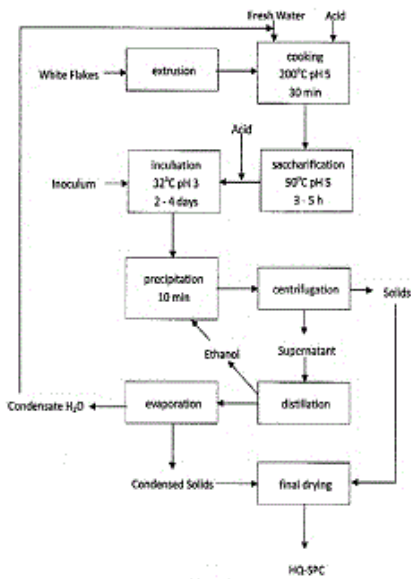 Fresh Water
Acid
White Flakes
extrusion
cooking
200°C pH 5
30 min
Acid
Inoculum
incubation
32°C pH 3
2 - 4 days
saccharification
50°C pH 5
3 - 5 h
precipitation
10 min
centrifugation
Solids
Ethanol
Supernatant
Condensate H₂O
evaporation
distillation
Condensed Solids
final drying
HQ-SPC